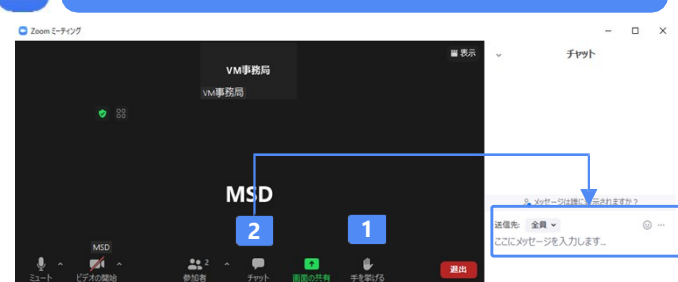 Zoom ミーティング
表示
チャット
VM事務局
VM事務局
MSD
2
1
メッセージは誰に表示されますか？
送信先: 全員
ここにメッセージを入力します...
MSD
2
ミュート
ビデオの開始
参加者
チャット
画面の共有
手を挙げる
退出